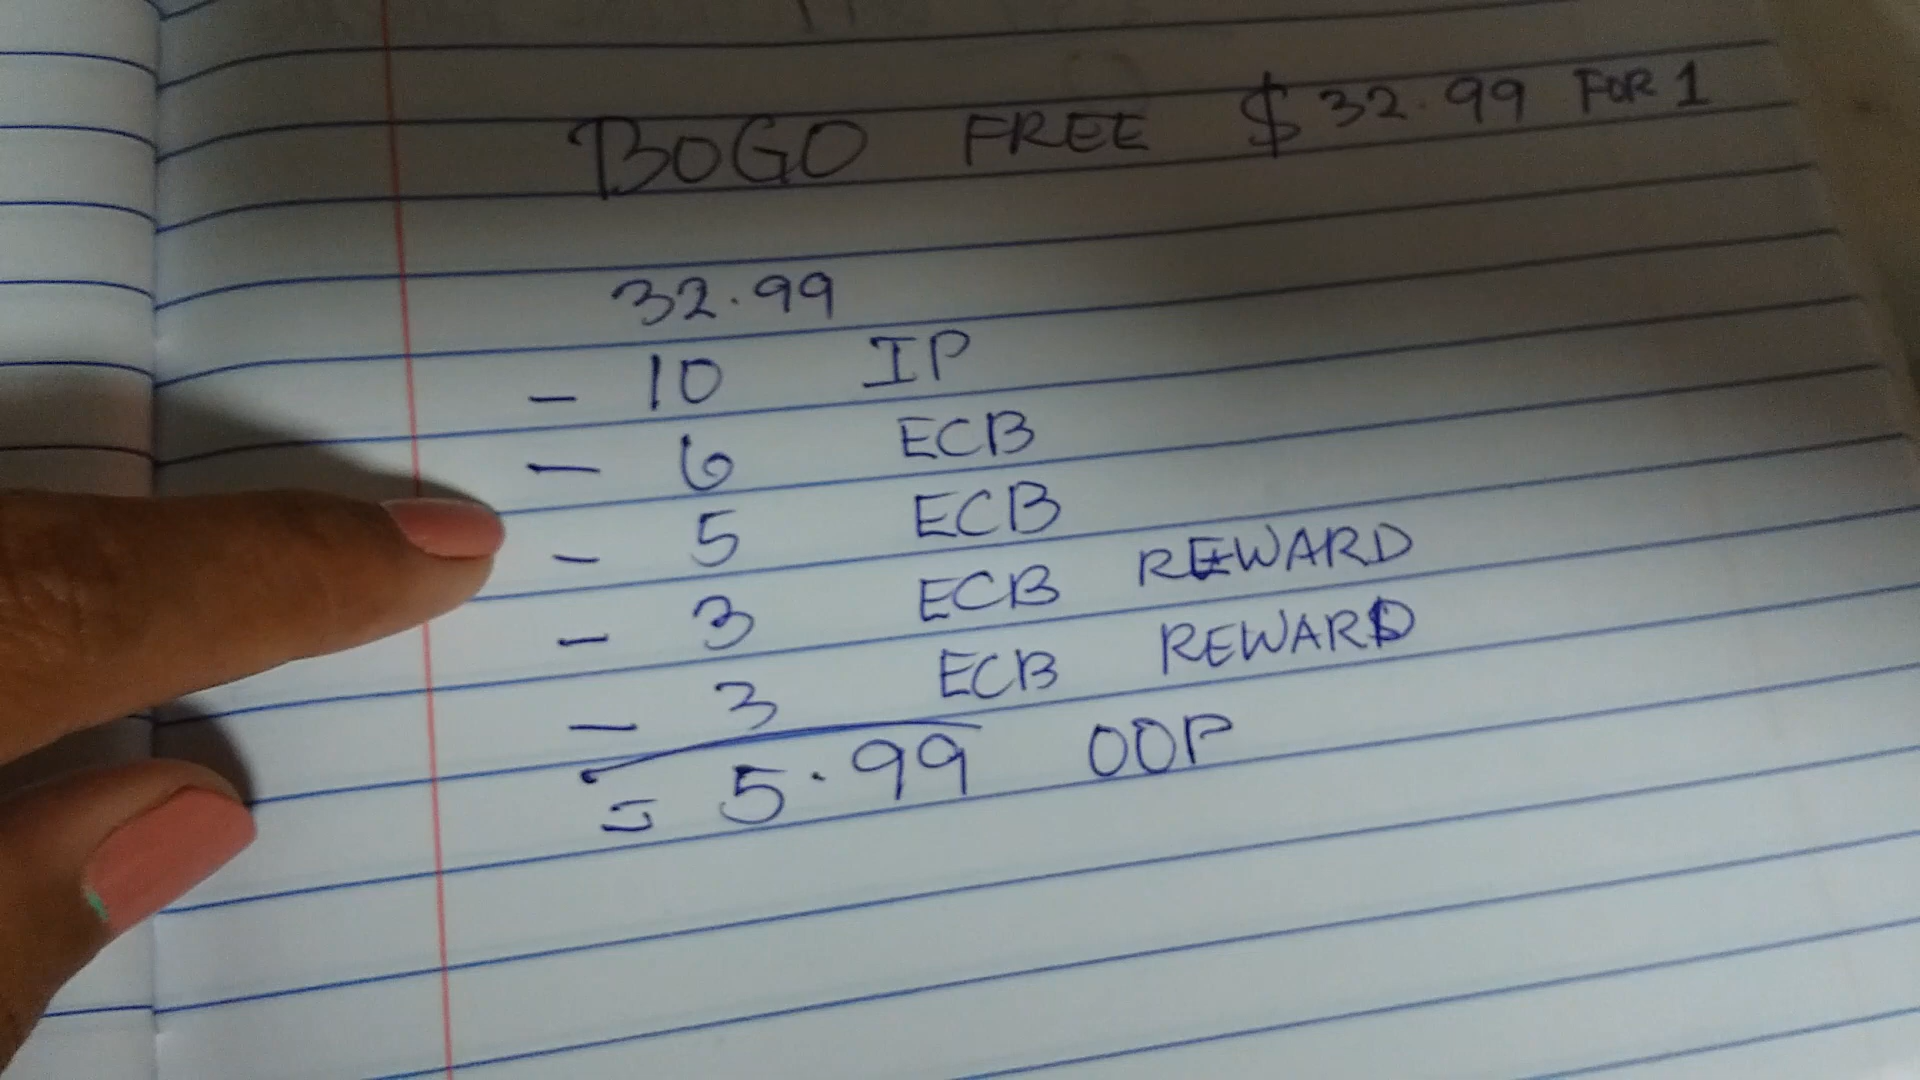 BOGO FREE $32.99 FOR 1
32.99
- 10 IP
- 6 ECB
- 5 ECB
- 3 ECB REWARD
- 3 ECB REWARD
= 5.99 OOP